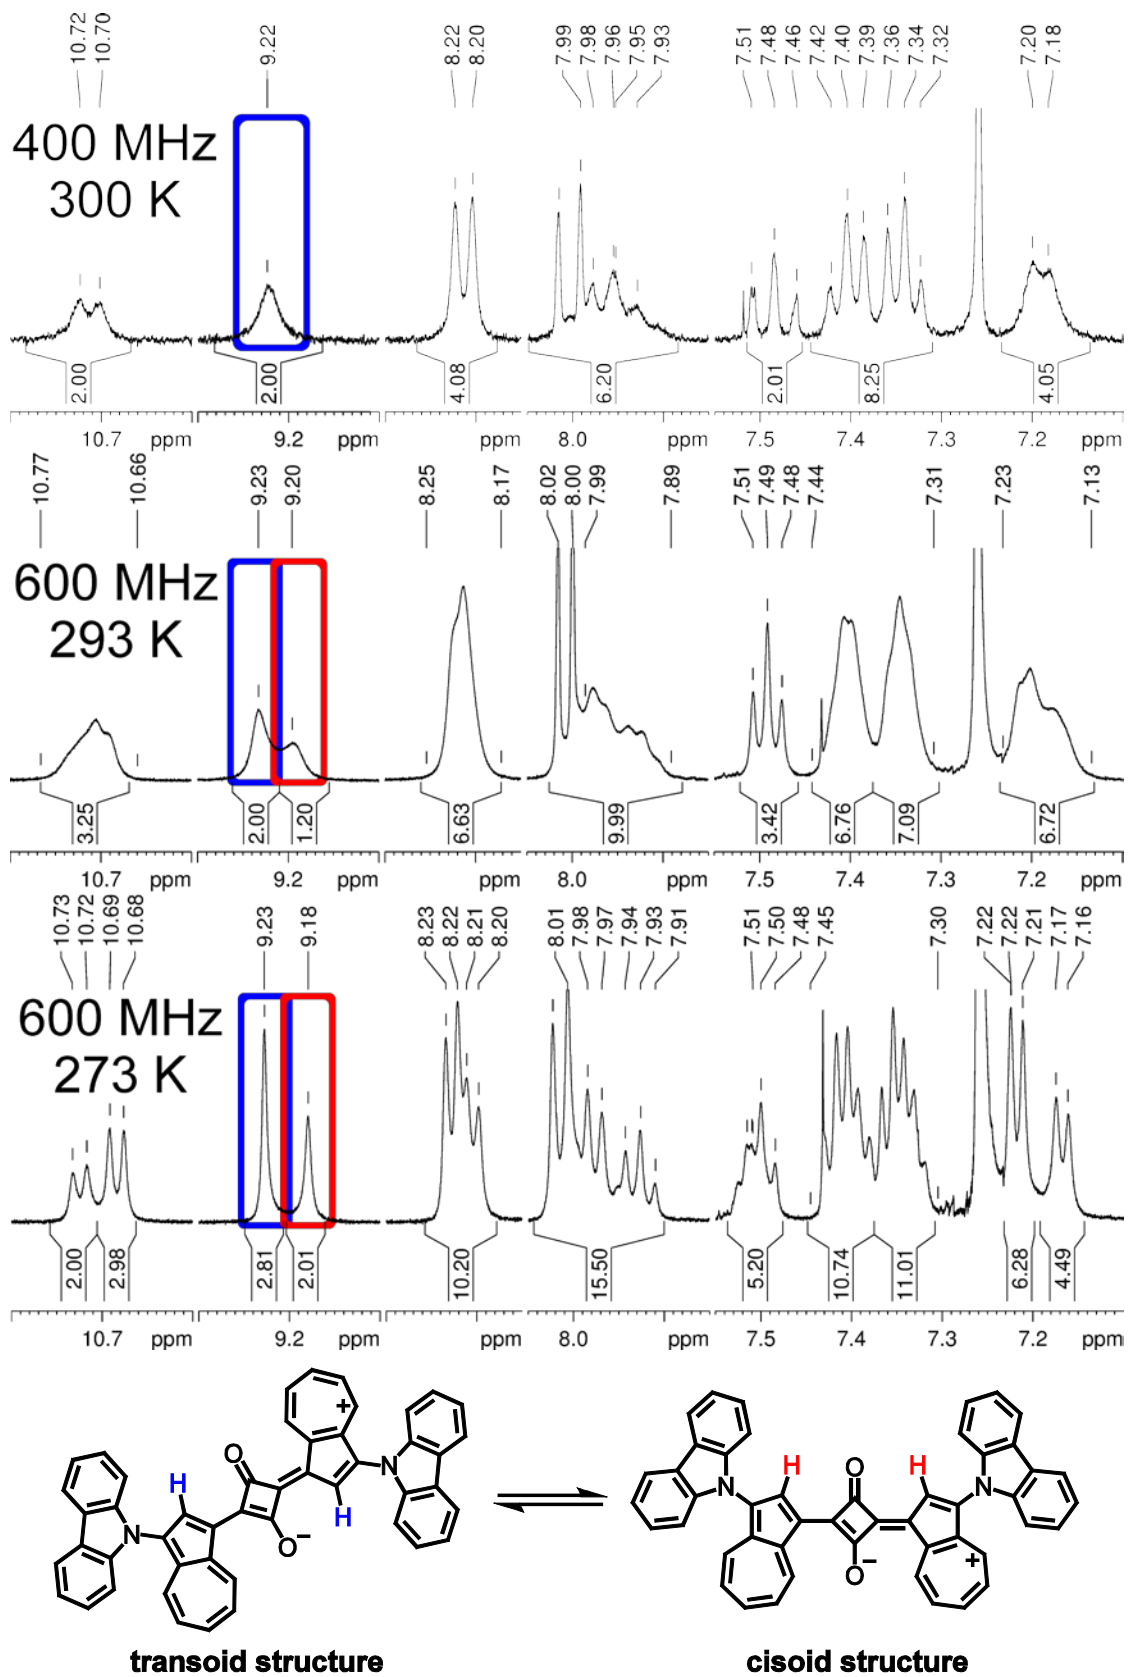 10.72 10.70 9.22 8.22 8.20 7.99 7.98 7.96 7.95 7.93 7.51 7.48 7.46 7.42 7.40 7.39 7.36 7.34 7.32 7.20 7.18
400 MHz
300 K
2.00 2.00 4.08 6.20 2.01 8.25 4.05
10.7 ppm 9.2 ppm ppm 8.0 ppm 7.5 7.4 7.3 7.2 ppm
10.77 10.66 9.23 9.20 8.25 8.17 8.02 8.00 7.99 7.89 7.51 7.49 7.48 7.44 7.31 7.23 7.13
600 MHz
293 K
3.25 2.00 1.20 6.63 9.99 3.42 6.76 7.09 6.72
10.7 ppm 9.2 ppm ppm 8.0 ppm 7.5 7.4 7.3 7.2 ppm
10.73 10.72 10.69 10.68 9.23 9.18 8.23 8.22 8.21 8.20 8.01 7.98 7.97 7.94 7.93 7.91 7.51 7.50 7.48 7.45 7.30 7.22 7.22 7.21 7.17 7.16
600 MHz
273 K
2.00 2.98 2.81 2.01 10.20 15.50 5.20 10.74 11.01 6.28 4.49
10.7 ppm 9.2 ppm ppm 8.0 ppm 7.5 7.4 7.3 7.2 ppm
+
O
N
H
H
N
O−
H
O
H
N
N
O−
+
transoid structure
cisoid structure